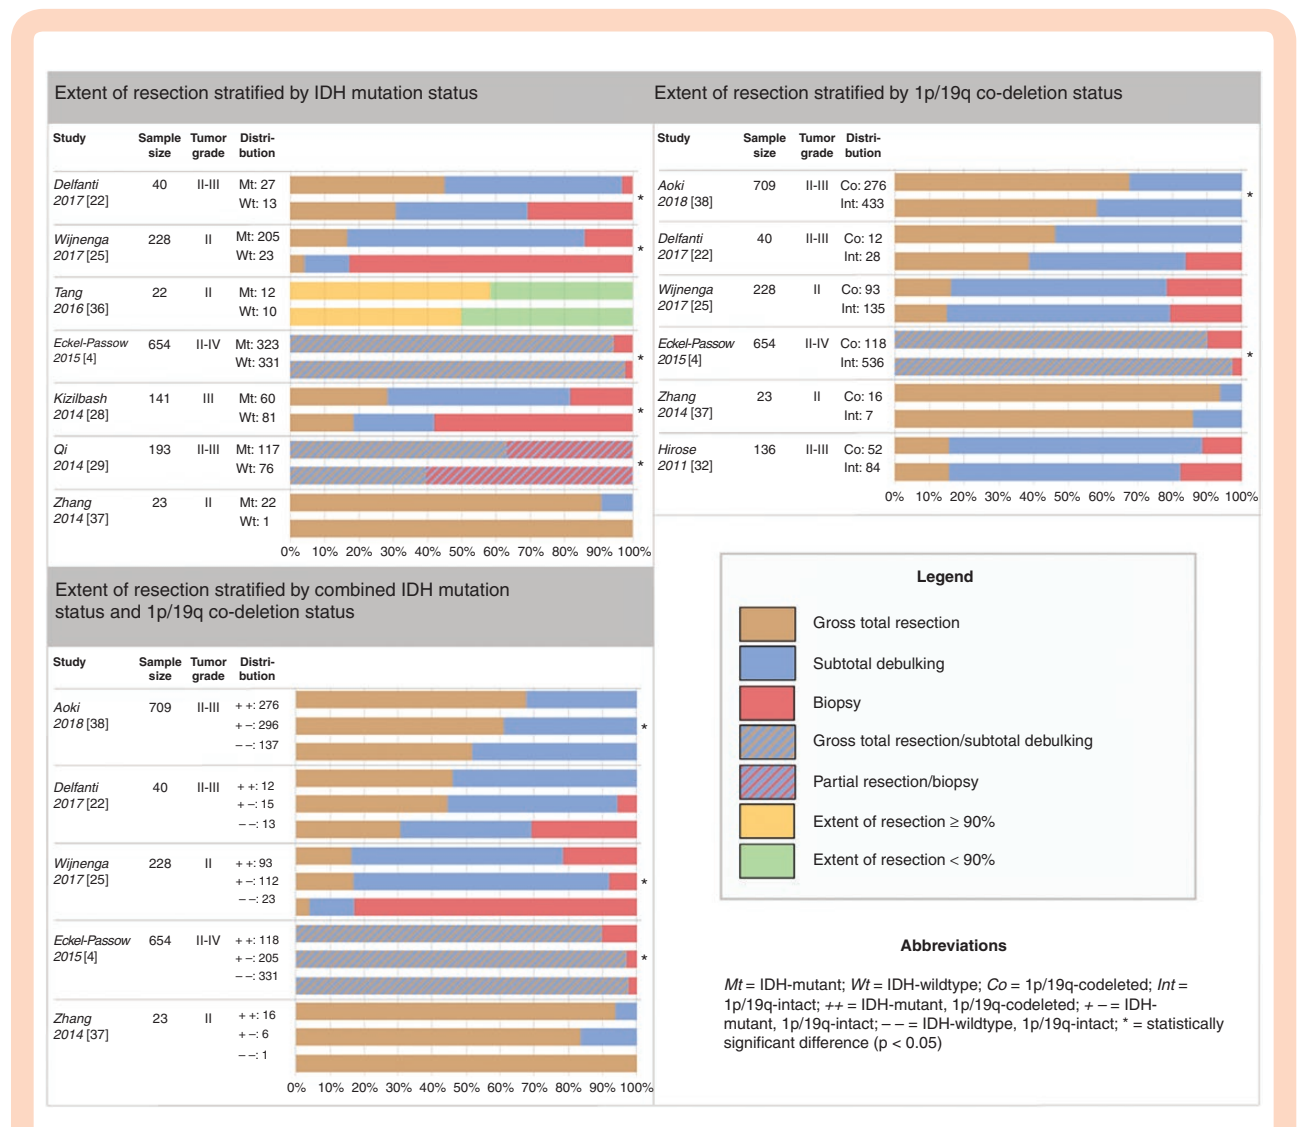 Extent of resection stratified by IDH mutation status
Study Sample size Tumor grade Distri-bution
Delfanti 2017 [22] 40 II-III Mt: 27 Wt: 13 *
Wijnenga 2017 [25] 228 II Mt: 205 Wt: 23 *
Tang 2016 [36] 22 II Mt: 12 Wt: 10
Eckel-Passow 2015 [4] 654 II-IV Mt: 323 Wt: 331 *
Kizilbash 2014 [28] 141 III Mt: 60 Wt: 81 *
Qi 2014 [29] 193 II-III Mt: 117 Wt: 76 *
Zhang 2014 [37] 23 II Mt: 22 Wt: 1
0% 10% 20% 30% 40% 50% 60% 70% 80% 90% 100%
Extent of resection stratified by 1p/19q co-deletion status
Study Sample size Tumor grade Distri-bution
Aoki 2018 [38] 709 II-III Co: 276 Int: 433 *
Delfanti 2017 [22] 40 II-III Co: 12 Int: 28
Wijnenga 2017 [25] 228 II Co: 93 Int: 135
Eckel-Passow 2015 [4] 654 II-IV Co: 118 Int: 536 *
Zhang 2014 [37] 23 II Co: 16 Int: 7
Hirose 2011 [32] 136 II-III Co: 52 Int: 84
0% 10% 20% 30% 40% 50% 60% 70% 80% 90% 100%
Extent of resection stratified by combined IDH mutation
status and 1p/19q co-deletion status
Study Sample size Tumor grade Distri-bution
Aoki 2018 [38] 709 II-III + +: 276 + –: 296 – –: 137 *
Delfanti 2017 [22] 40 II-III + +: 12 + –: 15 – –: 13
Wijnenga 2017 [25] 228 II + +: 93 + –: 112 – –: 23 *
Eckel-Passow 2015 [4] 654 II-IV + +: 118 + –: 205 – –: 331 *
Zhang 2014 [37] 23 II + +: 16 + –: 6 – –: 1
0% 10% 20% 30% 40% 50% 60% 70% 80% 90% 100%
Legend
Gross total resection
Subtotal debulking
Biopsy
Gross total resection/subtotal debulking
Partial resection/biopsy
Extent of resection ≥ 90%
Extent of resection < 90%
Abbreviations
Mt = IDH-mutant; Wt = IDH-wildtype; Co = 1p/19q-codeleted; Int =
1p/19q-intact; ++ = IDH-mutant, 1p/19q-codeleted; + – = IDH-
mutant, 1p/19q-intact; – – = IDH-wildtype, 1p/19q-intact; * = statistically
significant difference (p < 0.05)